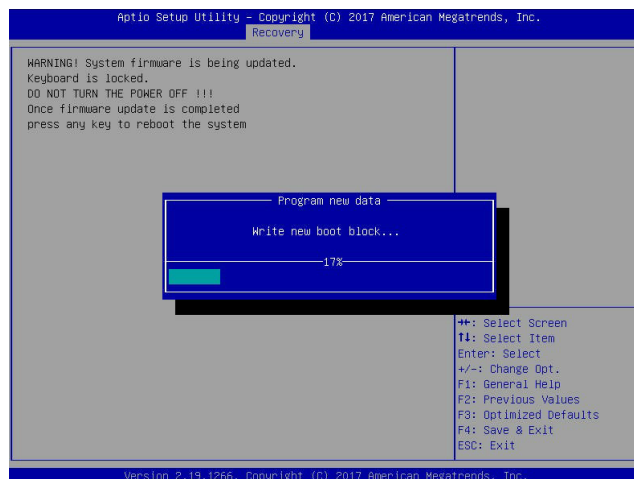 Aptio Setup Utility – Copyright (C) 2017 American Megatrends, Inc.
Recovery
WARNING! System firmware is being updated.
Keyboard is locked.
DO NOT TURN THE POWER OFF !!!
Once firmware update is completed
press any key to reboot the system
Program new data
Write new boot block...
17%
→←: Select Screen
↑↓: Select Item
Enter: Select
+/-: Change Opt.
F1: General Help
F2: Previous Values
F3: Optimized Defaults
F4: Save & Exit
ESC: Exit
Version 2.19.1266. Copyright (C) 2017 American Megatrends, Inc.